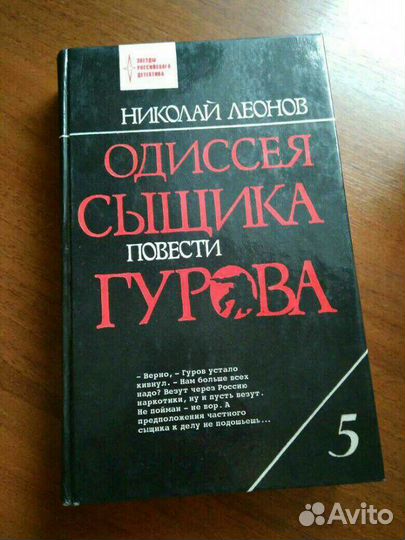 ЗВЕЗДЫ
РОССИЙСКОГО
ДЕТЕКТИВА
НИКОЛАЙ ЛЕОНОВ
ОДИССЕЯ
СЫЩИКА
ПОВЕСТИ
ГУРОВА
– Верно, – Гуров устало
кивнул. – Нам больше всех
надо? Везут через Россию
наркотики, ну и пусть везут.
Не пойман – не вор. А
предположения частного
сыщика к делу не подошьешь...
5
Avito